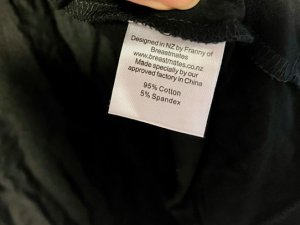 Designed in NZ by Franny of
Breastmates
www.breastmates.co.nz
Made specially by our
approved factory in China
95% Cotton
5% Spandex